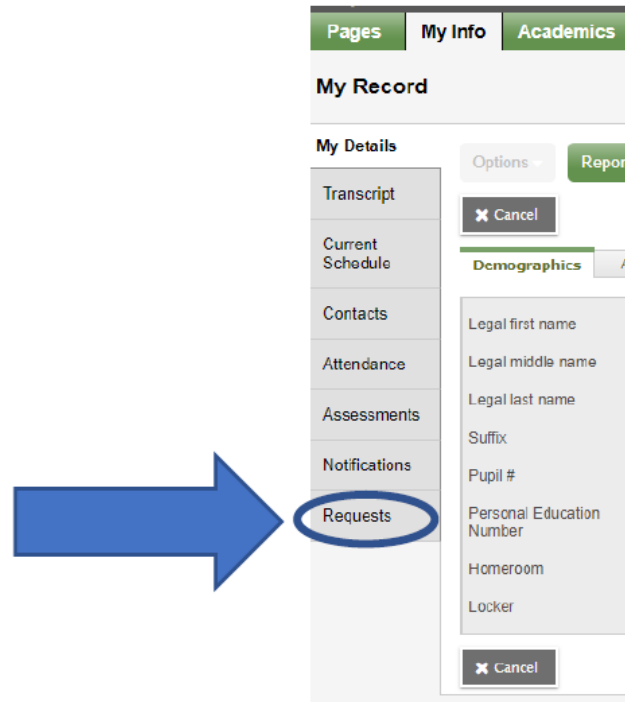 Pages My Info Academics
My Record
My Details
Options Repor
Transcript
Cancel
Current
Schedule
Demographics A
Contacts
Legal first name
Attendance
Legal middle name
Legal last name
Assessments
Suffix
Notifications
Pupil #
Requests
Personal Education
Number
Homeroom
Locker
Cancel